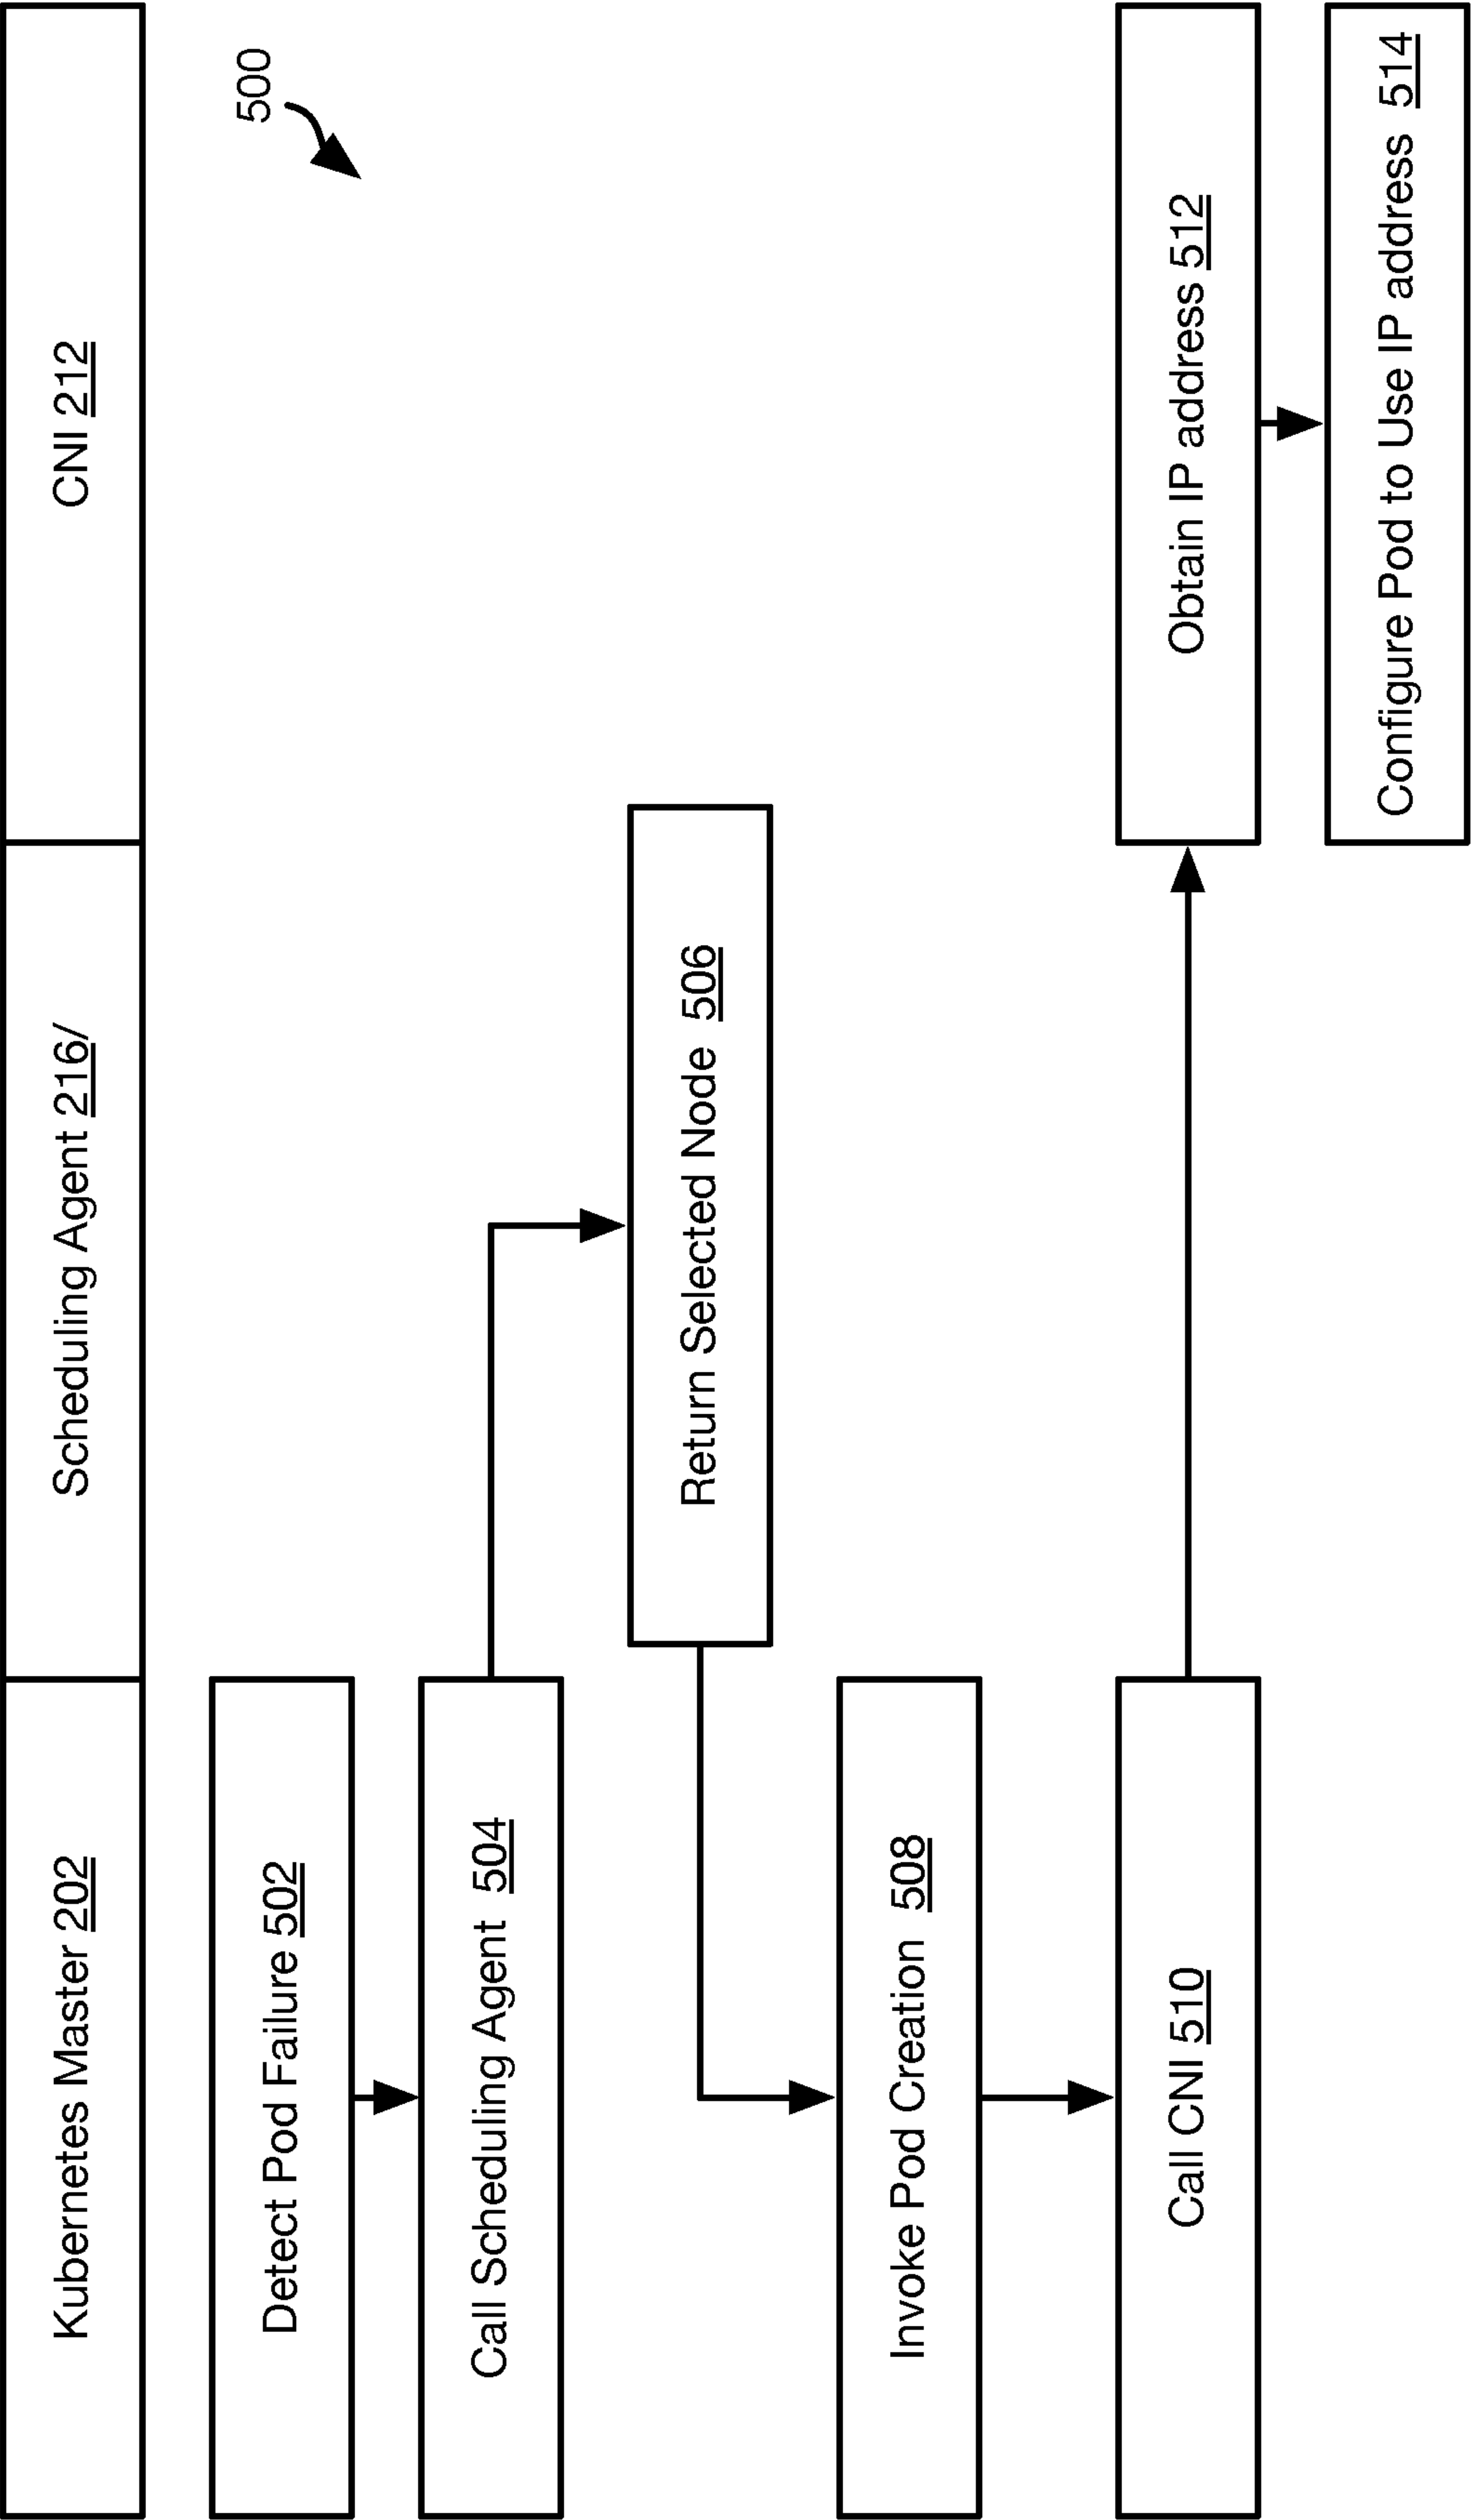 Kubernetes Master 202
Scheduling Agent 216/
CNI 212
500
Detect Pod Failure 502
Call Scheduling Agent 504
Return Selected Node 506
Invoke Pod Creation 508
Call CNI 510
Obtain IP address 512
Configure Pod to Use IP address 514